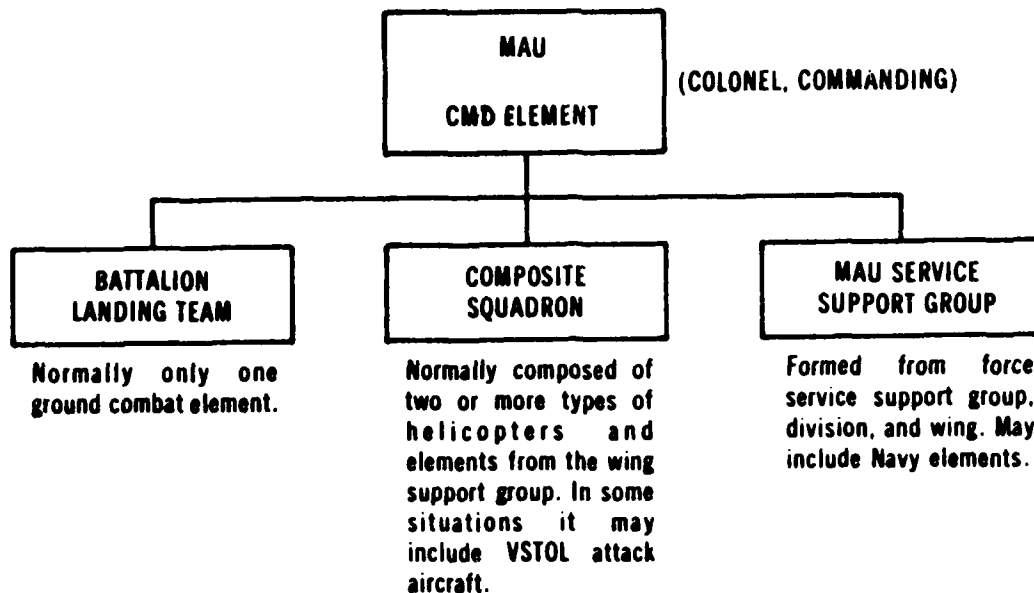 MAU
CMD ELEMENT
(COLONEL, COMMANDING)
BATTALION
LANDING TEAM
Normally only one
ground combat element.
COMPOSITE
SQUADRON
Normally composed of
two or more types of
helicopters and
elements from the wing
support group. In some
situations it may
include VSTOL attack
aircraft.
MAU SERVICE
SUPPORT GROUP
Formed from force
service support group,
division, and wing. May
include Navy elements.